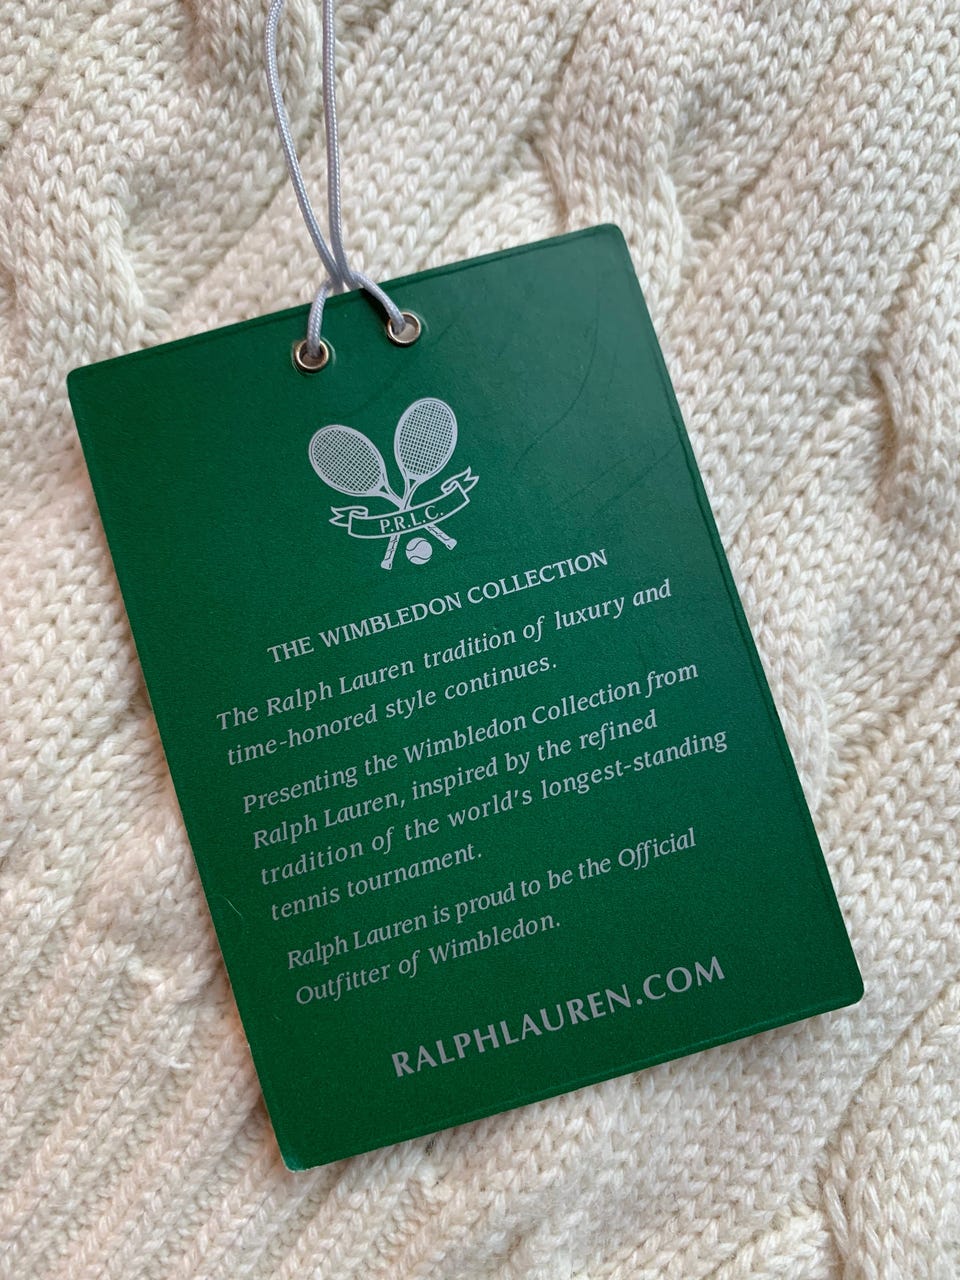 P.R.L.C.
THE WIMBLEDON COLLECTION
The Ralph Lauren tradition of luxury and
time-honored style continues.
Presenting the Wimbledon Collection from
Ralph Lauren, inspired by the refined
tradition of the world's longest-standing
tennis tournament.
Ralph Lauren is proud to be the Official
Outfitter of Wimbledon.
RALPHLAUREN.COM